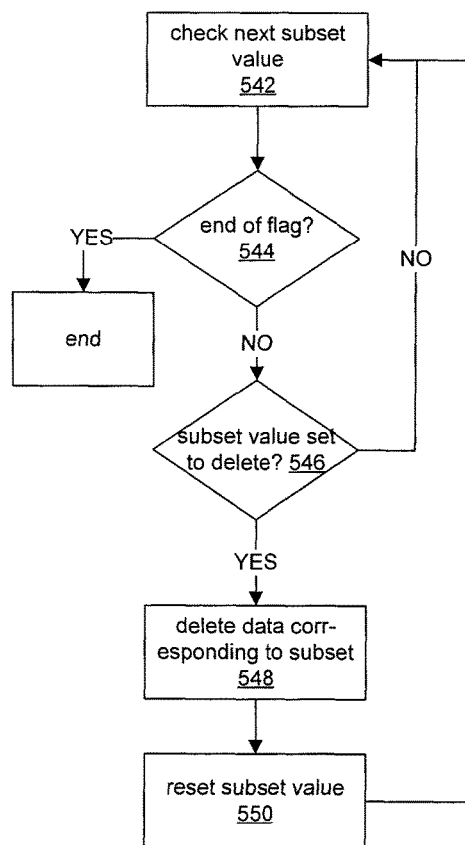 check next subset
value
542
end of flag?
544
YES
NO
end
NO
subset value set
to delete? 546
YES
delete data corr-
esponding to subset
548
reset subset value
550